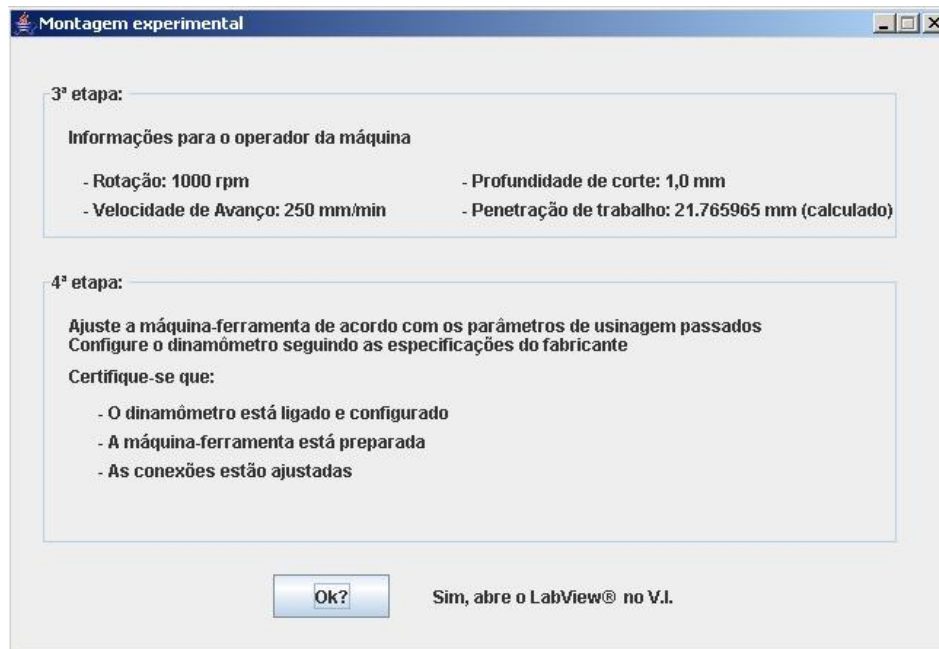 Montagem experimental
3ª etapa:
Informações para o operador da máquina
- Rotação: 1000 rpm
- Profundidade de corte: 1,0 mm
- Velocidade de Avanço: 250 mm/min
- Penetração de trabalho: 21.765965 mm (calculado)
4ª etapa:
Ajuste a máquina-ferramenta de acordo com os parâmetros de usinagem passados
Configure o dinamômetro seguindo as especificações do fabricante
Certifique-se que:
- O dinamômetro está ligado e configurado
- A máquina-ferramenta está preparada
- As conexões estão ajustadas
Ok?
Sim, abre o LabView® no V.I.